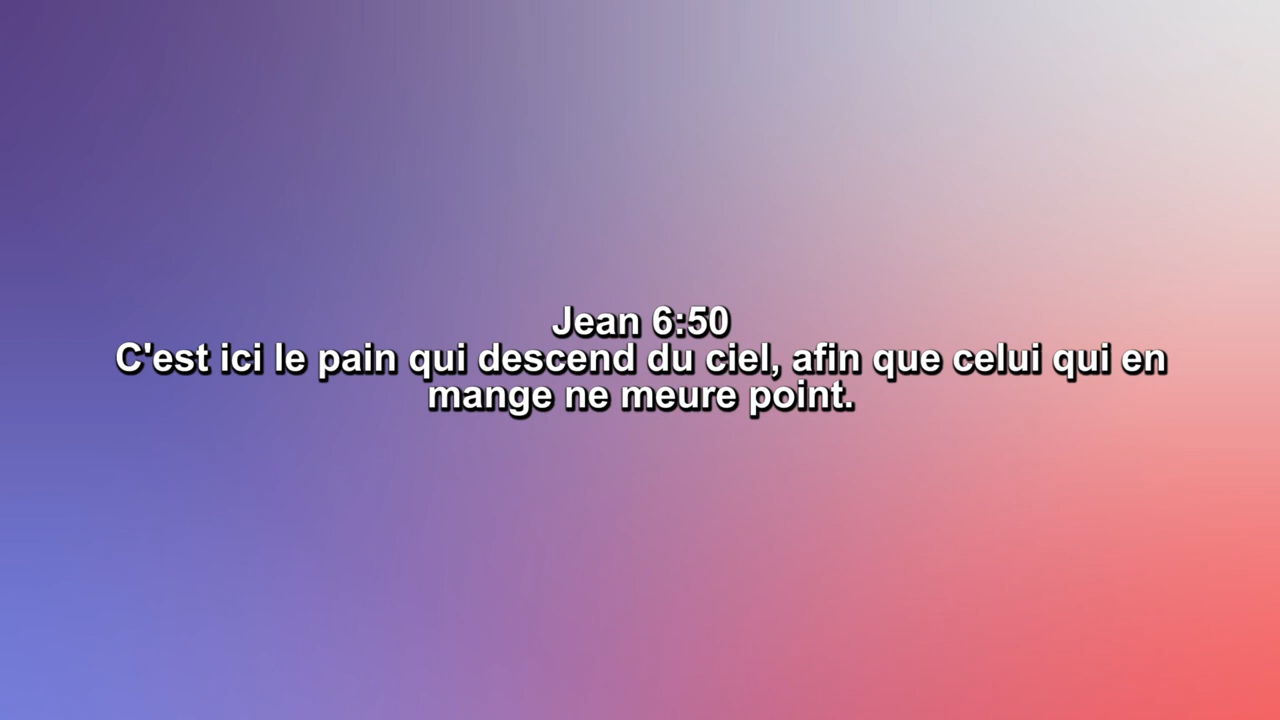 Jean 6:50
C'est ici le pain qui descend du ciel, afin que celui qui en
mange ne meure point.